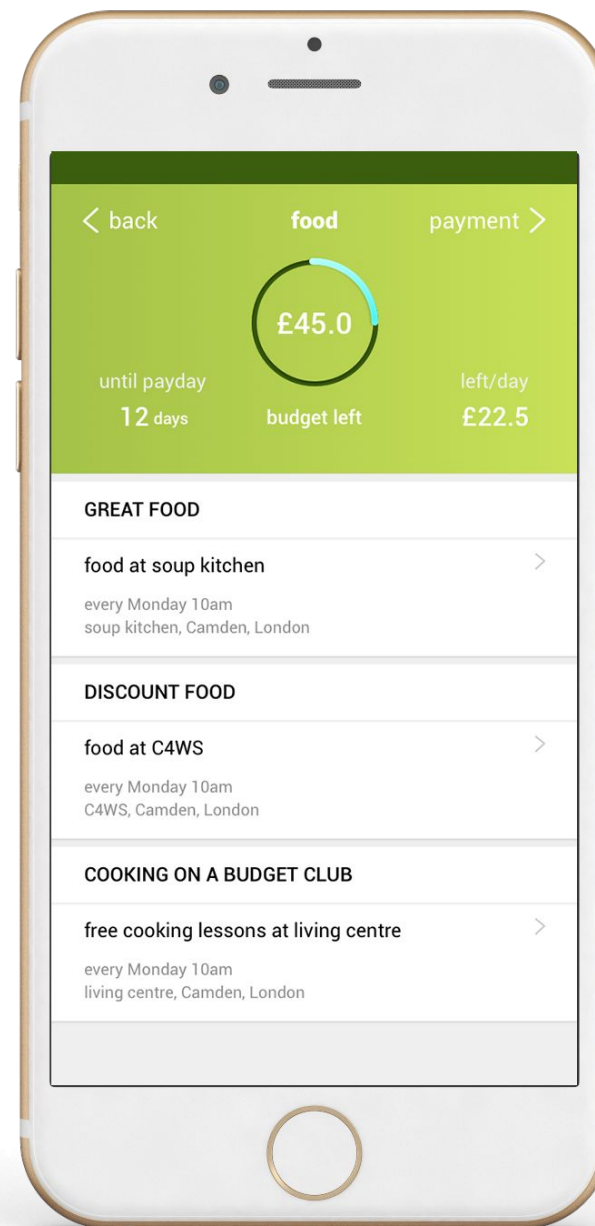 back
food
payment
£45.0
until payday
12 days
budget left
left/day
£22.5
GREAT FOOD
food at soup kitchen
every Monday 10am
soup kitchen, Camden, London
DISCOUNT FOOD
food at C4WS
every Monday 10am
C4WS, Camden, London
COOKING ON A BUDGET CLUB
free cooking lessons at living centre
every Monday 10am
living centre, Camden, London